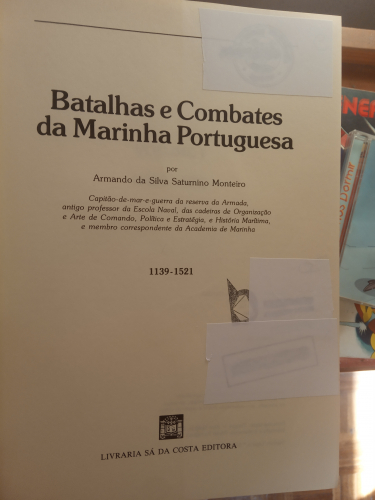 Batalhas e Combates
da Marinha Portuguesa
por
Armando da Silva Saturnino Monteiro
Capitão-de-mar-e-guerra da reserva da Armada,
antigo professor da Escola Naval, das cadeiras de Organização
e Arte de Comando, Política e Estratégia, e História Marítima,
e membro correspondente da Academia de Marinha
1139-1521
LIVRARIA SÁ DA COSTA EDITORA